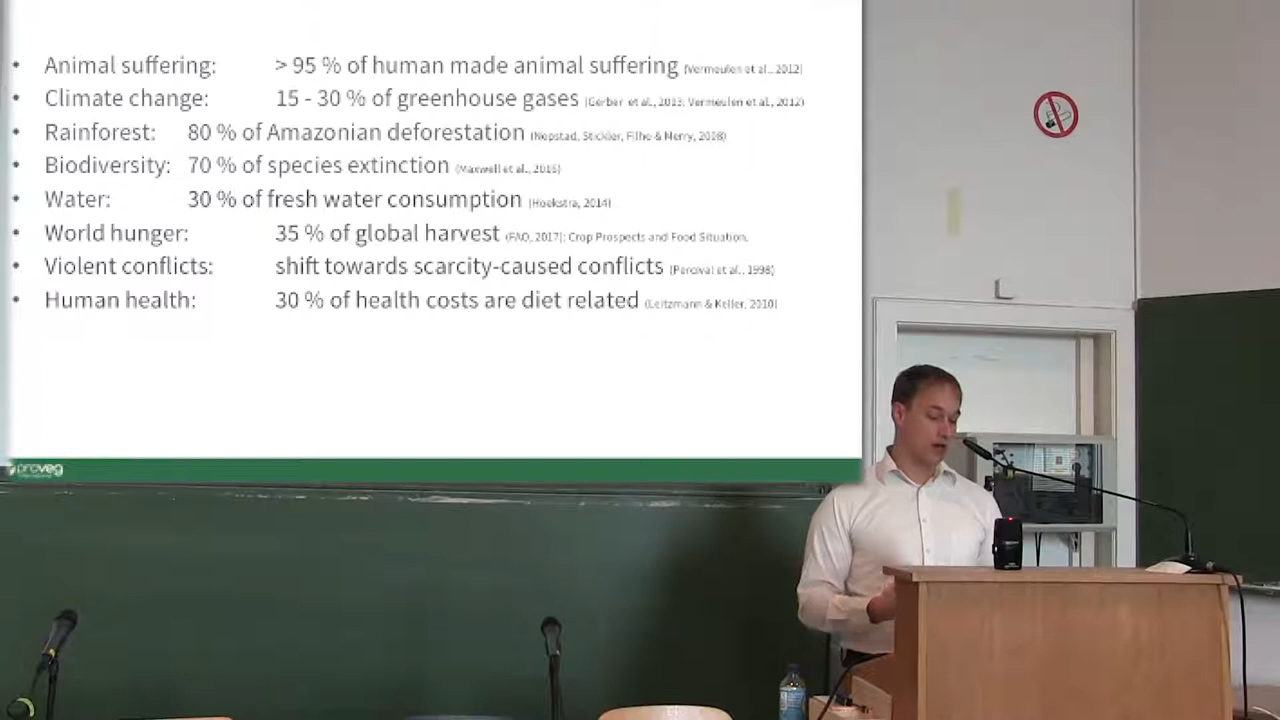 • Animal suffering: > 95 % of human made animal suffering (Vermeulen et al., 2012)
• Climate change: 15 - 30 % of greenhouse gases (Gerber et al., 2013; Vermeulen et al., 2012)
• Rainforest: 80 % of Amazonian deforestation (Nepstad, Stickler, Filho & Merry, 2008)
• Biodiversity: 70 % of species extinction (Maxwell et al., 2016)
• Water: 30 % of fresh water consumption (Hoekstra, 2014)
• World hunger: 35 % of global harvest (FAO, 2017): Crop Prospects and Food Situation.
• Violent conflicts: shift towards scarcity-caused conflicts (Percival et al., 1998)
• Human health: 30 % of health costs are diet related (Leitzmann & Keller, 2010)
proveg
international